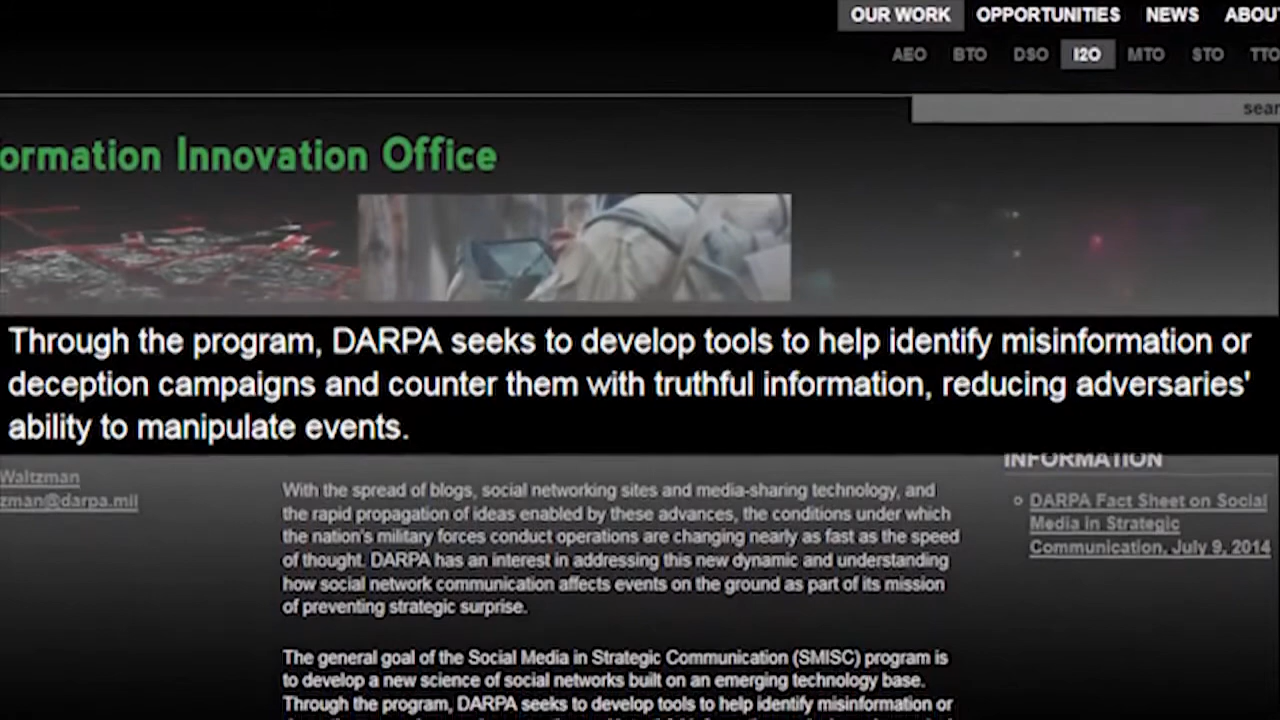 OUR WORK OPPORTUNITIES NEWS ABOU
AEO BTO DSO I2O MTO STO TTO
sear
ormation Innovation Office
Through the program, DARPA seeks to develop tools to help identify misinformation or
deception campaigns and counter them with truthful information, reducing adversaries'
ability to manipulate events.
Waltzman
zman@darpa.mil
With the spread of blogs, social networking sites and media-sharing technology, and
the rapid propagation of ideas enabled by these advances, the conditions under which
the nation's military forces conduct operations are changing nearly as fast as the speed
of thought. DARPA has an interest in addressing this new dynamic and understanding
how social network communication affects events on the ground as part of its mission
of preventing strategic surprise.
The general goal of the Social Media in Strategic Communication (SMISC) program is
to develop a new science of social networks built on an emerging technology base.
Through the program, DARPA seeks to develop tools to help identify misinformation or
INFORMATION
DARPA Fact Sheet on Social
Media in Strategic
Communication, July 9, 2014